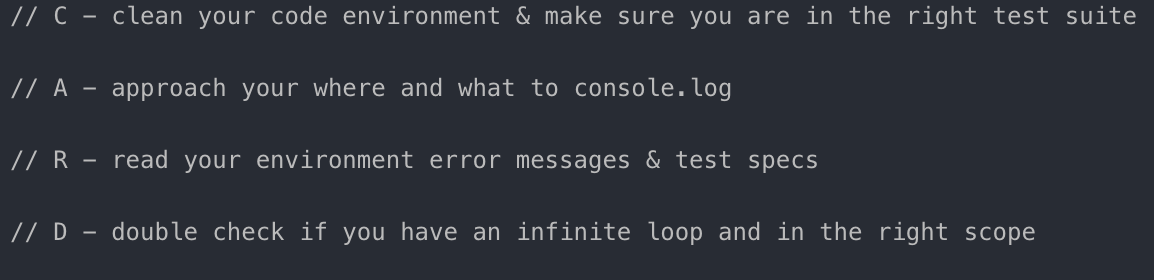 // C – clean your code environment & make sure you are in the right test suite
// A – approach your where and what to console.log
// R – read your environment error messages & test specs
// D – double check if you have an infinite loop and in the right scope